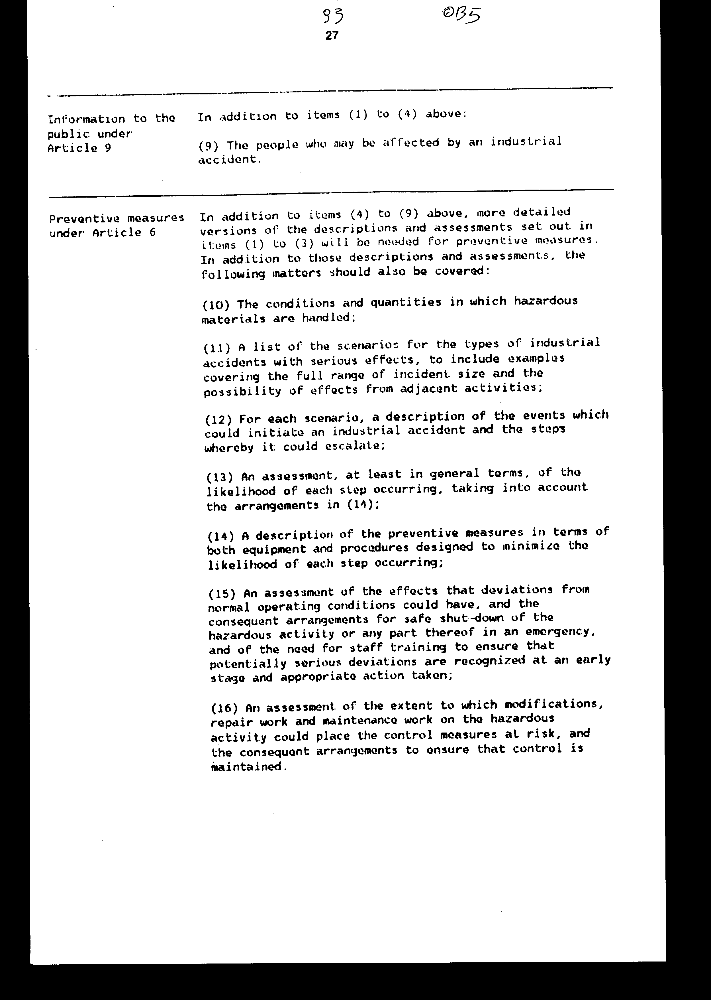 93
©B5
27
Information to the
public under
Article 9
In addition to items (1) to (4) above:
(9) The people who may be affected by an industrial
accident.
Preventive measures
under Article 6
In addition to items (4) to (9) above, more detailed
versions of the descriptions and assessments set out in
items (1) to (3) will be needed for preventive measures.
In addition to those descriptions and assessments, the
following matters should also be covered:
(10) The conditions and quantities in which hazardous
materials are handled;
(11) A list of the scenarios for the types of industrial
accidents with serious effects, to include examples
covering the full range of incident size and the
possibility of effects from adjacent activities;
(12) For each scenario, a description of the events which
could initiate an industrial accident and the steps
whereby it could escalate;
(13) An assessment, at least in general terms, of the
likelihood of each step occurring, taking into account
the arrangements in (14);
(14) A description of the preventive measures in terms of
both equipment and procedures designed to minimize the
likelihood of each step occurring;
(15) An assessment of the effects that deviations from
normal operating conditions could have, and the
consequent arrangements for safe shut-down of the
hazardous activity or any part thereof in an emergency,
and of the need for staff training to ensure that
potentially serious deviations are recognized at an early
stage and appropriate action taken;
(16) An assessment of the extent to which modifications,
repair work and maintenance work on the hazardous
activity could place the control measures at risk, and
the consequent arrangements to ensure that control is
maintained.